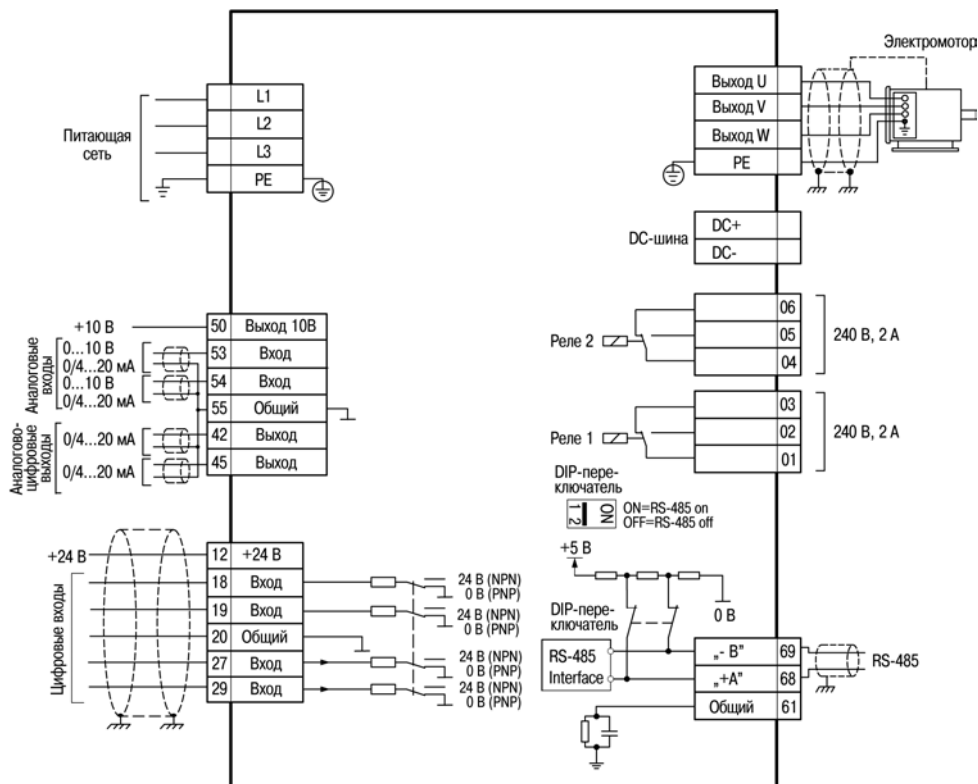 Электромотор
Питающая сеть
L1
L2
L3
PE
Выход U
Выход V
Выход W
PE
DC-шина
DC+
DC-
Реле 2
06
05
04
240 В, 2 А
Реле 1
03
02
01
240 В, 2 А
Аналоговые входы
+10 В
0...10 В
0/4...20 мА
0...10 В
0/4...20 мА
Аналогово-цифровые выходы
0/4...20 мА
0/4...20 мА
50 Выход 10В
53 Вход
54 Вход
55 Общий
42 Выход
45 Выход
DIP-пере-
ключатель
1 2 ON
ON=RS-485 on
OFF=RS-485 off
Цифровые входы
+24 В
12 +24 В
18 Вход
19 Вход
20 Общий
27 Вход
29 Вход
24 В (NPN)
0 В (PNP)
24 В (NPN)
0 В (PNP)
24 В (NPN)
0 В (PNP)
24 В (NPN)
0 В (PNP)
+5 В
0 В
DIP-пере-
ключатель
RS-485
Interface
„- B" 69
„+A" 68
Общий 61
RS-485